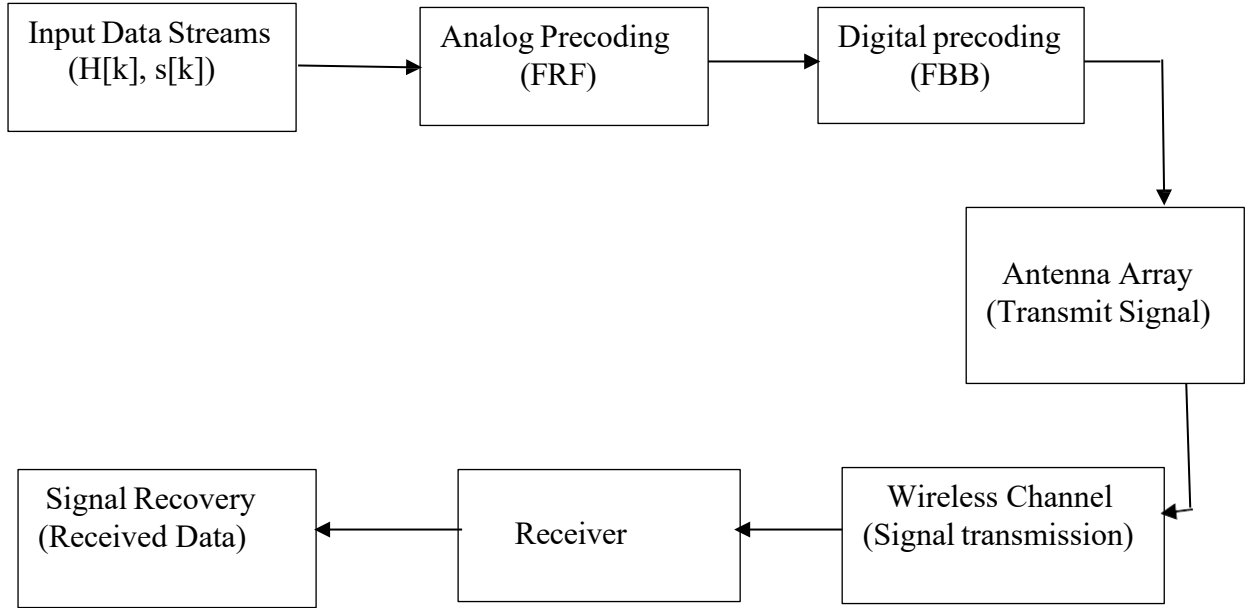 Input Data Streams
(H[k], s[k])
Analog Precoding
(FRF)
Digital precoding
(FBB)
Antenna Array
(Transmit Signal)
Wireless Channel
(Signal transmission)
Receiver
Signal Recovery
(Received Data)